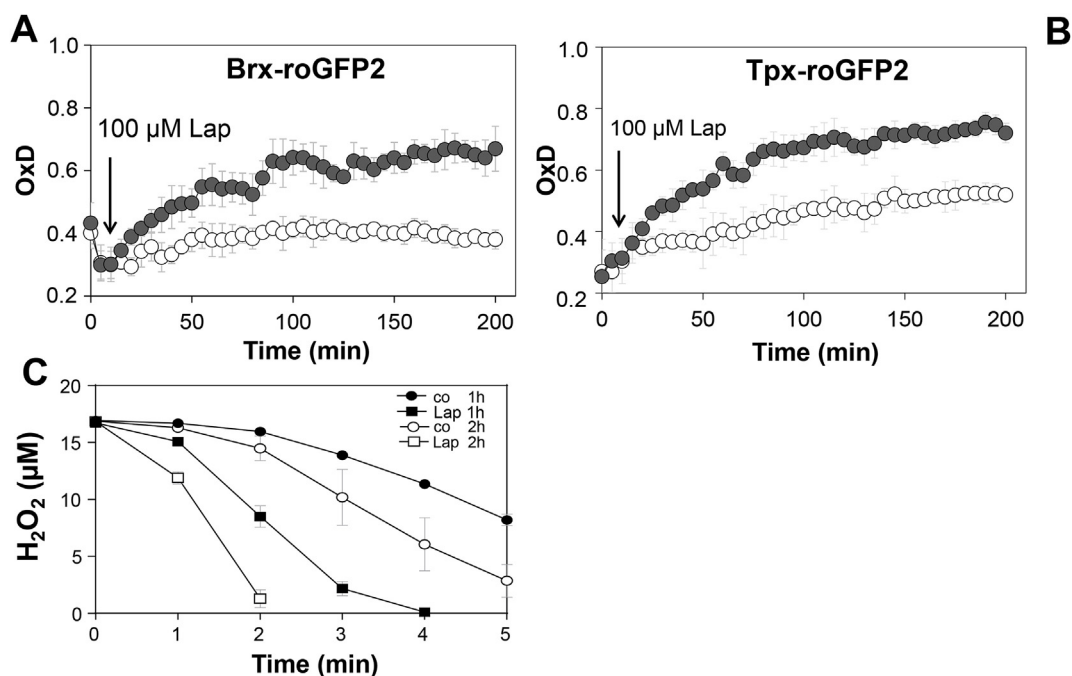 A
B
Brx-roGFP2
100 µM Lap
OxD
1.0
0.8
0.6
0.4
0.2
0
50
100
150
200
Time (min)
Tpx-roGFP2
100 µM Lap
OxD
1.0
0.8
0.6
0.4
0.2
0
50
100
150
200
Time (min)
C
co 1h
Lap 1h
co 2h
Lap 2h
H₂O₂ (µM)
20
15
10
5
0
0
1
2
3
4
5
Time (min)